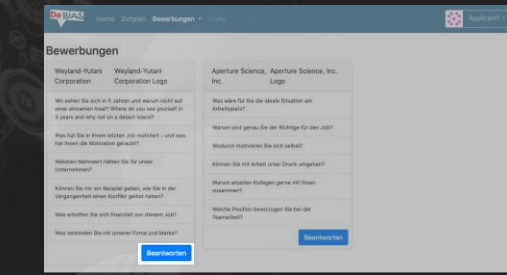 DeBiAS Home Zeitplan Bewerbungen Chats Applicant1
Bewerbungen
Weyland-Yutani Corporation
Weyland-Yutani Corporation Logo
Wo sehen Sie sich in 5 Jahren und warum nicht auf
einer einsamen Insel? Where do you see yourself in
5 years and why not on a desert island?
Was hat Sie in Ihrem letzten Job motiviert – und was
hat Ihnen die Motivation geraubt?
Welchen Mehrwert hätten Sie für unser
Unternehmen?
Können Sie mir ein Beispiel geben, wie Sie in der
Vergangenheit einen Konflikt gelöst haben?
Was erhoffen Sie sich finanziell von diesem Job?
Was verbinden Sie mit unserer Firma und Marke?
Beantworten
Aperture Science, Inc.
Aperture Science, Inc. Logo
Was wäre für Sie die ideale Situation am
Arbeitsplatz?
Warum sind genau Sie der Richtige für den Job?
Wodurch motivieren Sie sich selbst?
Können Sie mit Arbeit unter Druck umgehen?
Warum arbeiten Kollegen gerne mit Ihnen
zusammen?
Welche Position bevorzugen Sie bei der
Teamarbeit?
Beantworten